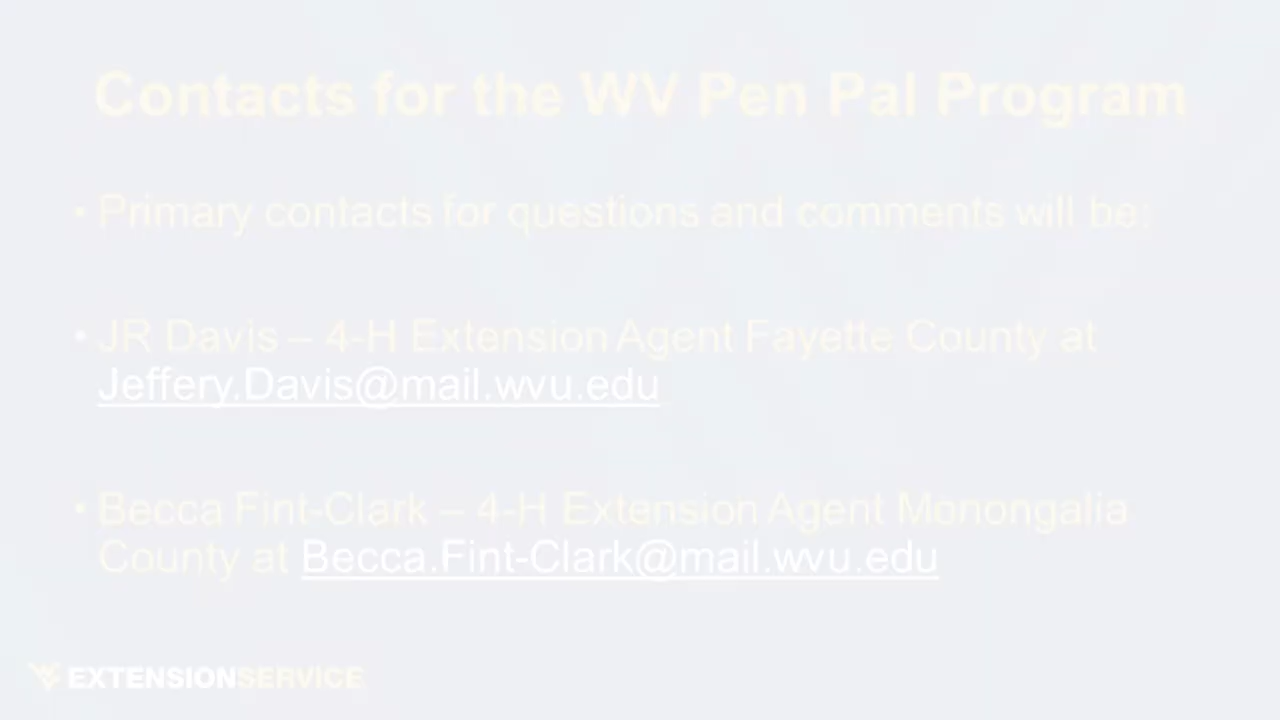 Contacts for the WV Pen Pal Program
• Primary contacts for questions and comments will be:
• JR Davis – 4-H Extension Agent Fayette County at
Jeffery.Davis@mail.wvu.edu
• Becca Fint-Clark – 4-H Extension Agent Monongalia
County at Becca.Fint-Clark@mail.wvu.edu
EXTENSIONSERVICE